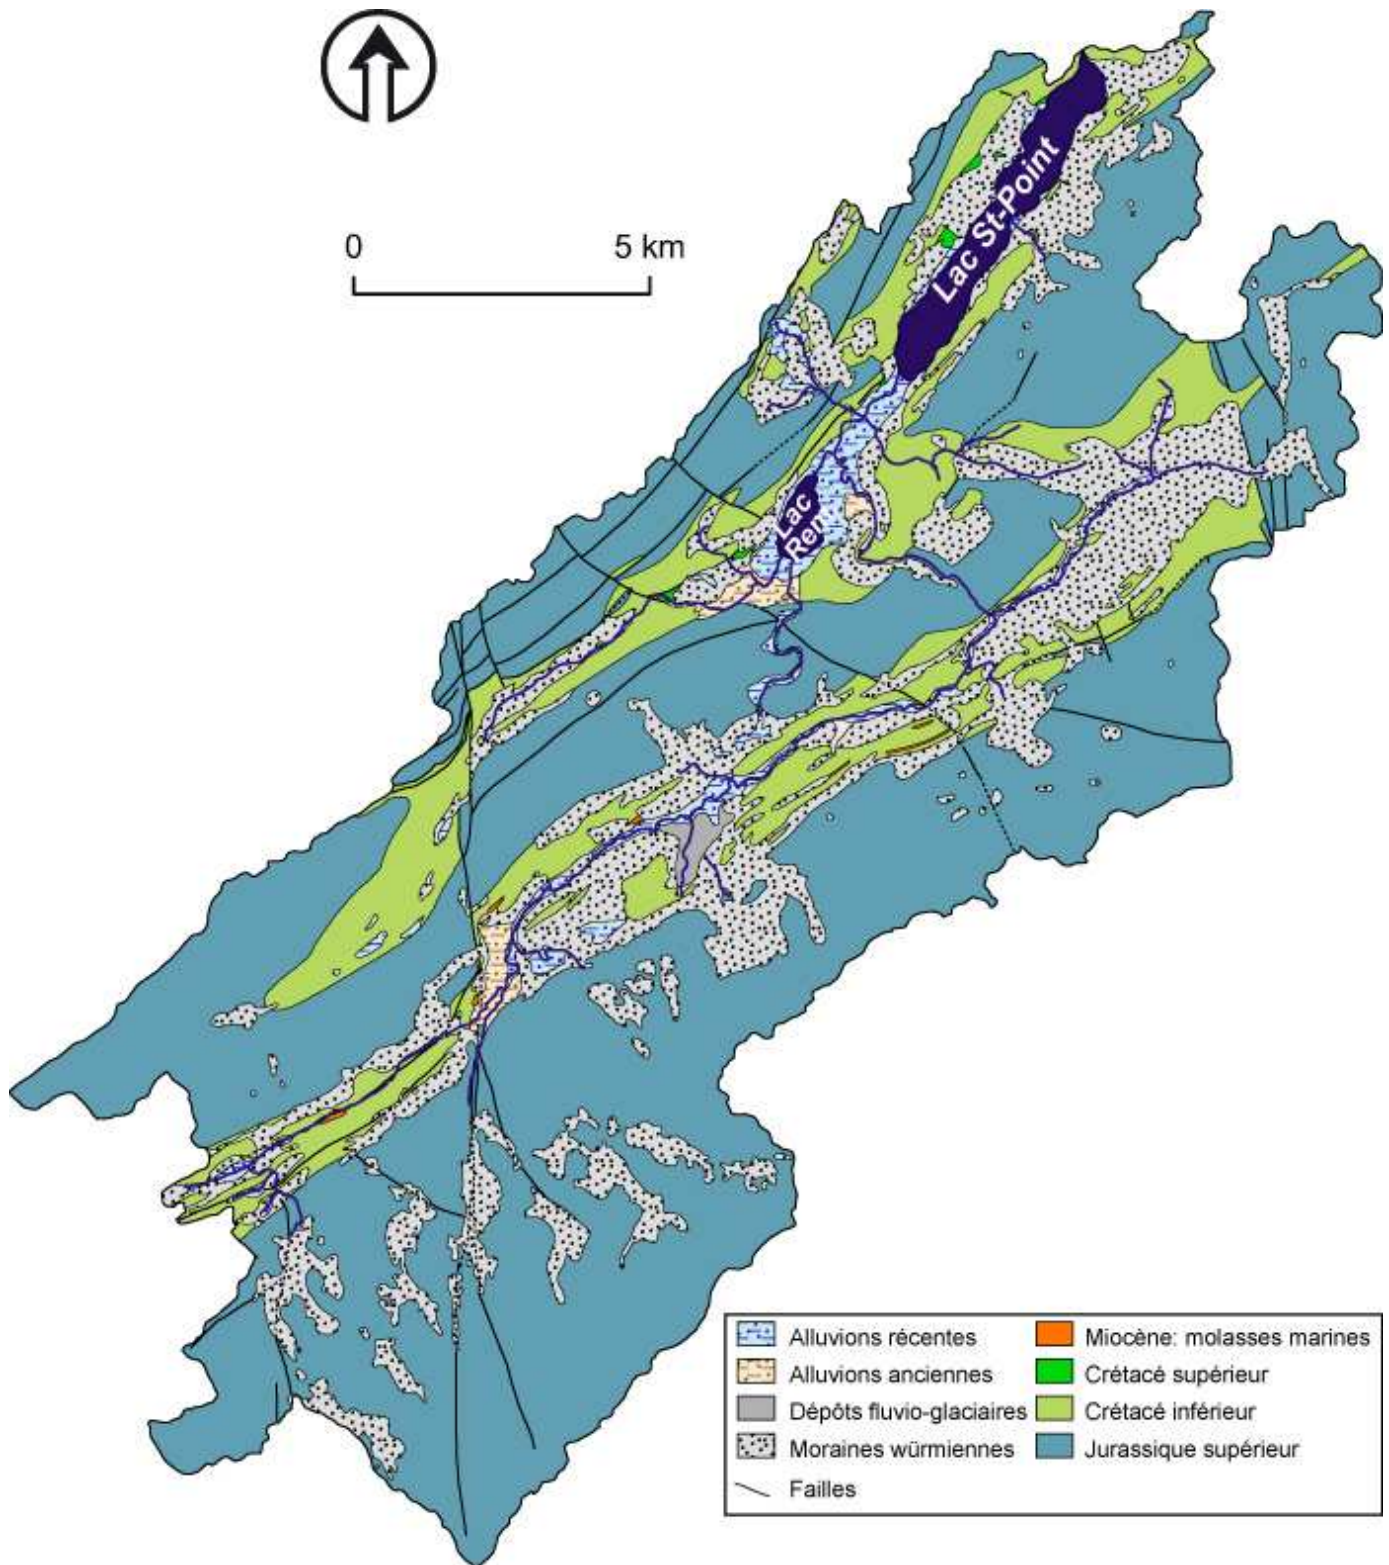 0 5 km
Lac St-Point
Lac
Rem
Alluvions récentes
Alluvions anciennes
Dépôts fluvio-glaciaires
Moraines würmiennes
Failles
Miocène: molasses marines
Crétacé supérieur
Crétacé inférieur
Jurassique supérieur